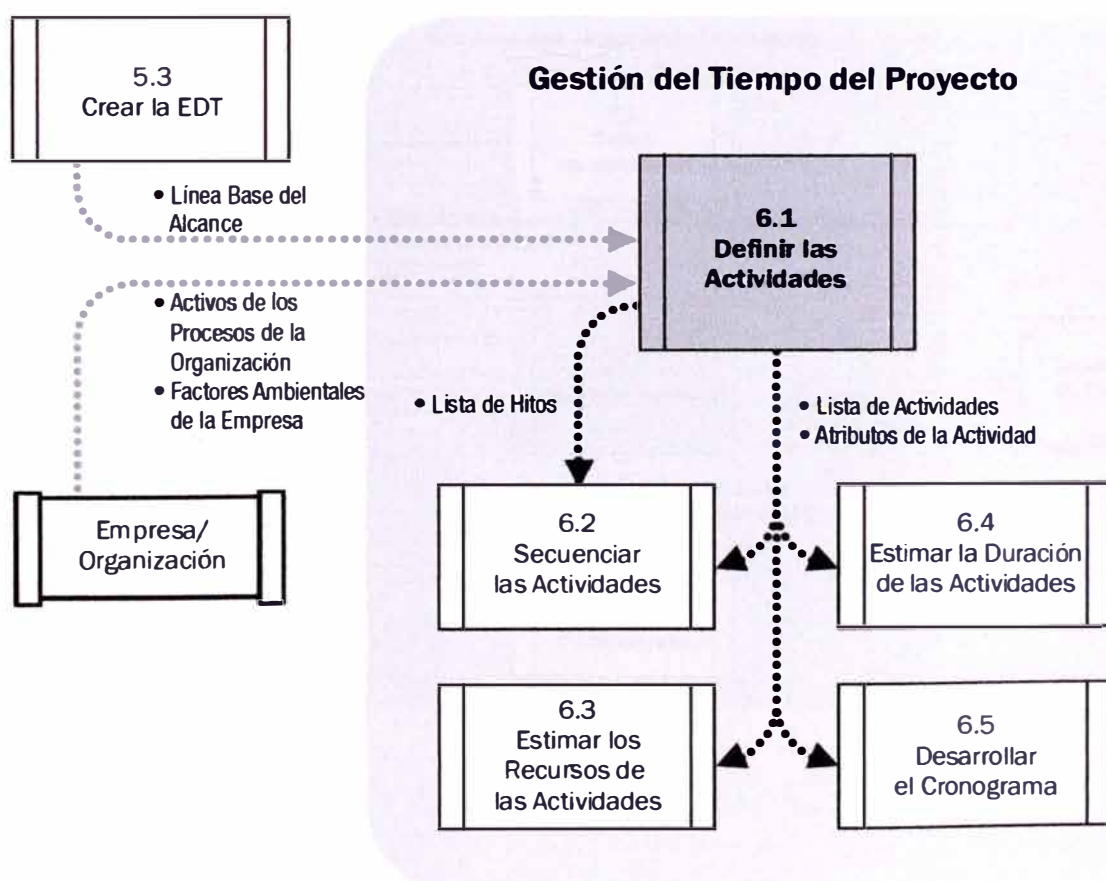 5.3
Crear la EDT
Gestión del Tiempo del Proyecto
• Línea Base del
Alcance
6.1
Definir las
Actividades
• Activos de los
Procesos de la
Organización
• Factores Ambientales
de la Empresa
• Lista de Hitos
• Lista de Actividades
• Atributos de la Actividad
Empresa/
Organización
6.2
Secuenciar
las Actividades
6.4
Estimar la Duración
de las Actividades
6.3
Estimar los
Recursos de
las Actividades
6.5
Desarrollar
el Cronograma